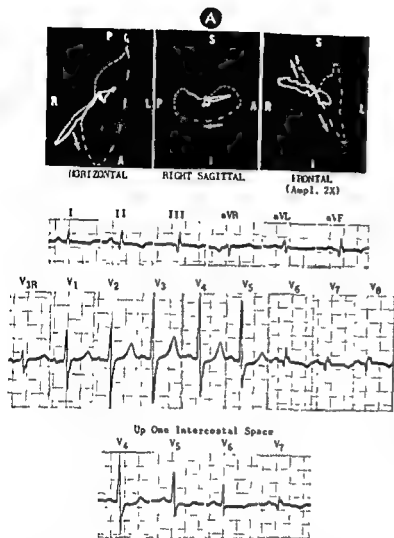 A
P G S S
R L P A R L
A I I
HORIZONTAL RIGHT SAGITTAL FRONTAL
(Ampl. 2X)
I II III aVR aVL aVF
V3R V1 V2 V3 V4 V5 V6 V7 V8
Up One Intercostal Space
V4 V5 V6 V7